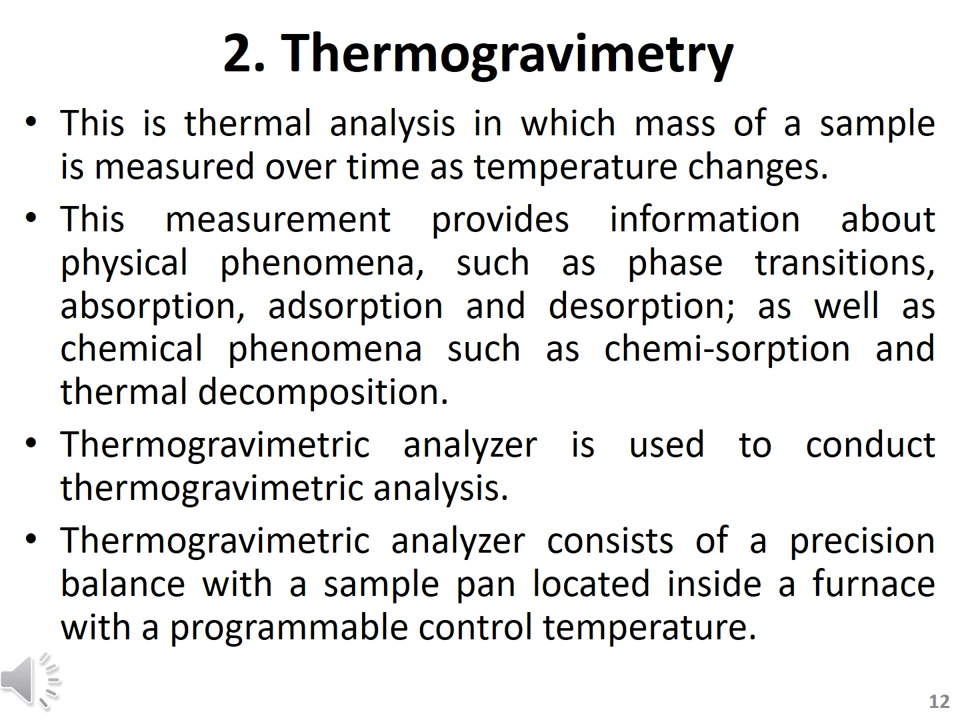 2. Thermogravimetry
• This is thermal analysis in which mass of a sample
is measured over time as temperature changes.
• This measurement provides information about
physical phenomena, such as phase transitions,
absorption, adsorption and desorption; as well as
chemical phenomena such as chemi-sorption and
thermal decomposition.
• Thermogravimetric analyzer is used to conduct
thermogravimetric analysis.
• Thermogravimetric analyzer consists of a precision
balance with a sample pan located inside a furnace
with a programmable control temperature.
12